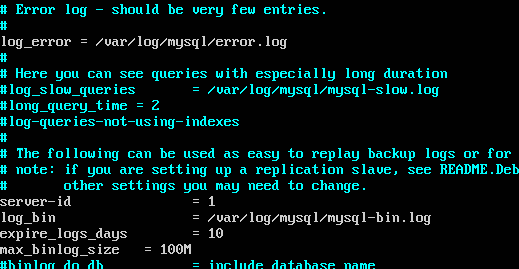 # Error log - should be very few entries.
#
log_error = /var/log/mysql/error.log
#
# Here you can see queries with especially long duration
#log_slow_queries       = /var/log/mysql/mysql-slow.log
#long_query_time = 2
#log-queries-not-using-indexes
#
# The following can be used as easy to replay backup logs or for
# note: if you are setting up a replication slave, see README.Deb
#       other settings you may need to change.
server-id               = 1
log_bin                 = /var/log/mysql/mysql-bin.log
expire_logs_days        = 10
max_binlog_size   = 100M
#binlog_do_db           = include_database_name